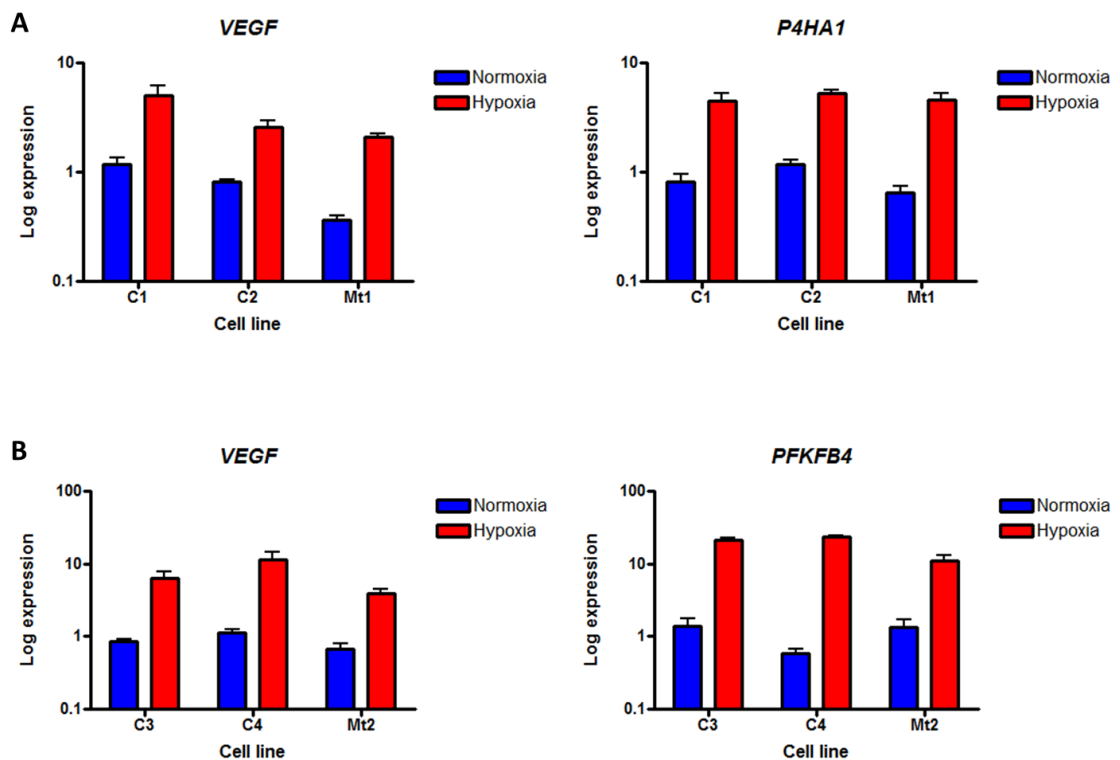 A
VEGF
P4HA1
10
1
0.1
Log expression
C1 C2 Mt1
Cell line
Normoxia
Hypoxia
10
1
0.1
Log expression
C1 C2 Mt1
Cell line
Normoxia
Hypoxia
B
VEGF
PFKFB4
100
10
1
0.1
Log expression
C3 C4 Mt2
Cell line
Normoxia
Hypoxia
100
10
1
0.1
Log expression
C3 C4 Mt2
Cell line
Normoxia
Hypoxia